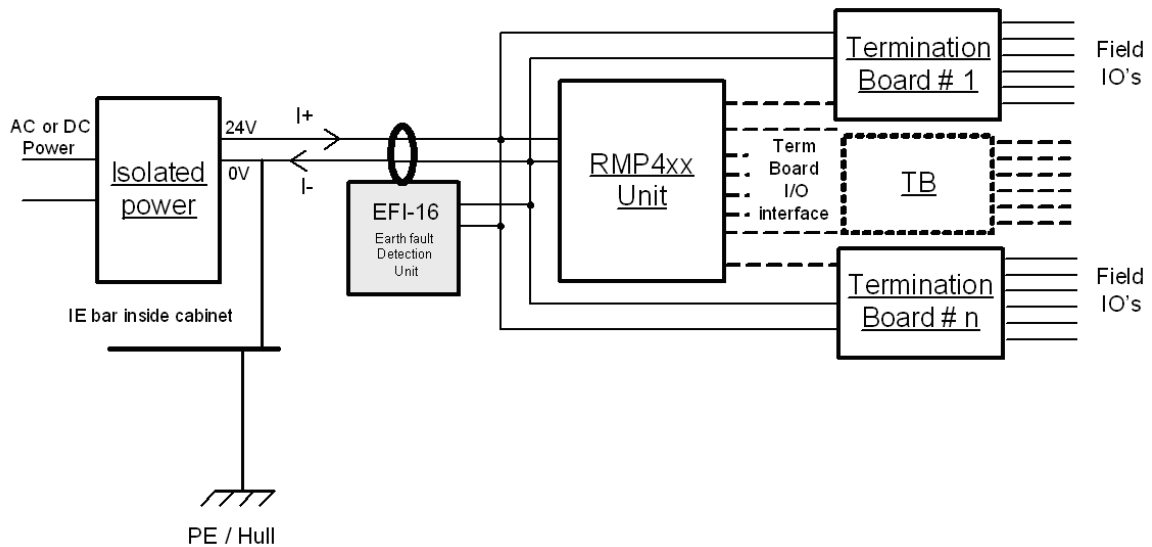 AC or DC
Power
Isolated
power
24V
0V
I+
I-
EFI-16
Earth fault
Detection
Unit
RMP4xx
Unit
Term
Board
I/O
interface
Termination
Board # 1
Field
IO's
TB
Termination
Board # n
Field
IO's
IE bar inside cabinet
PE / Hull